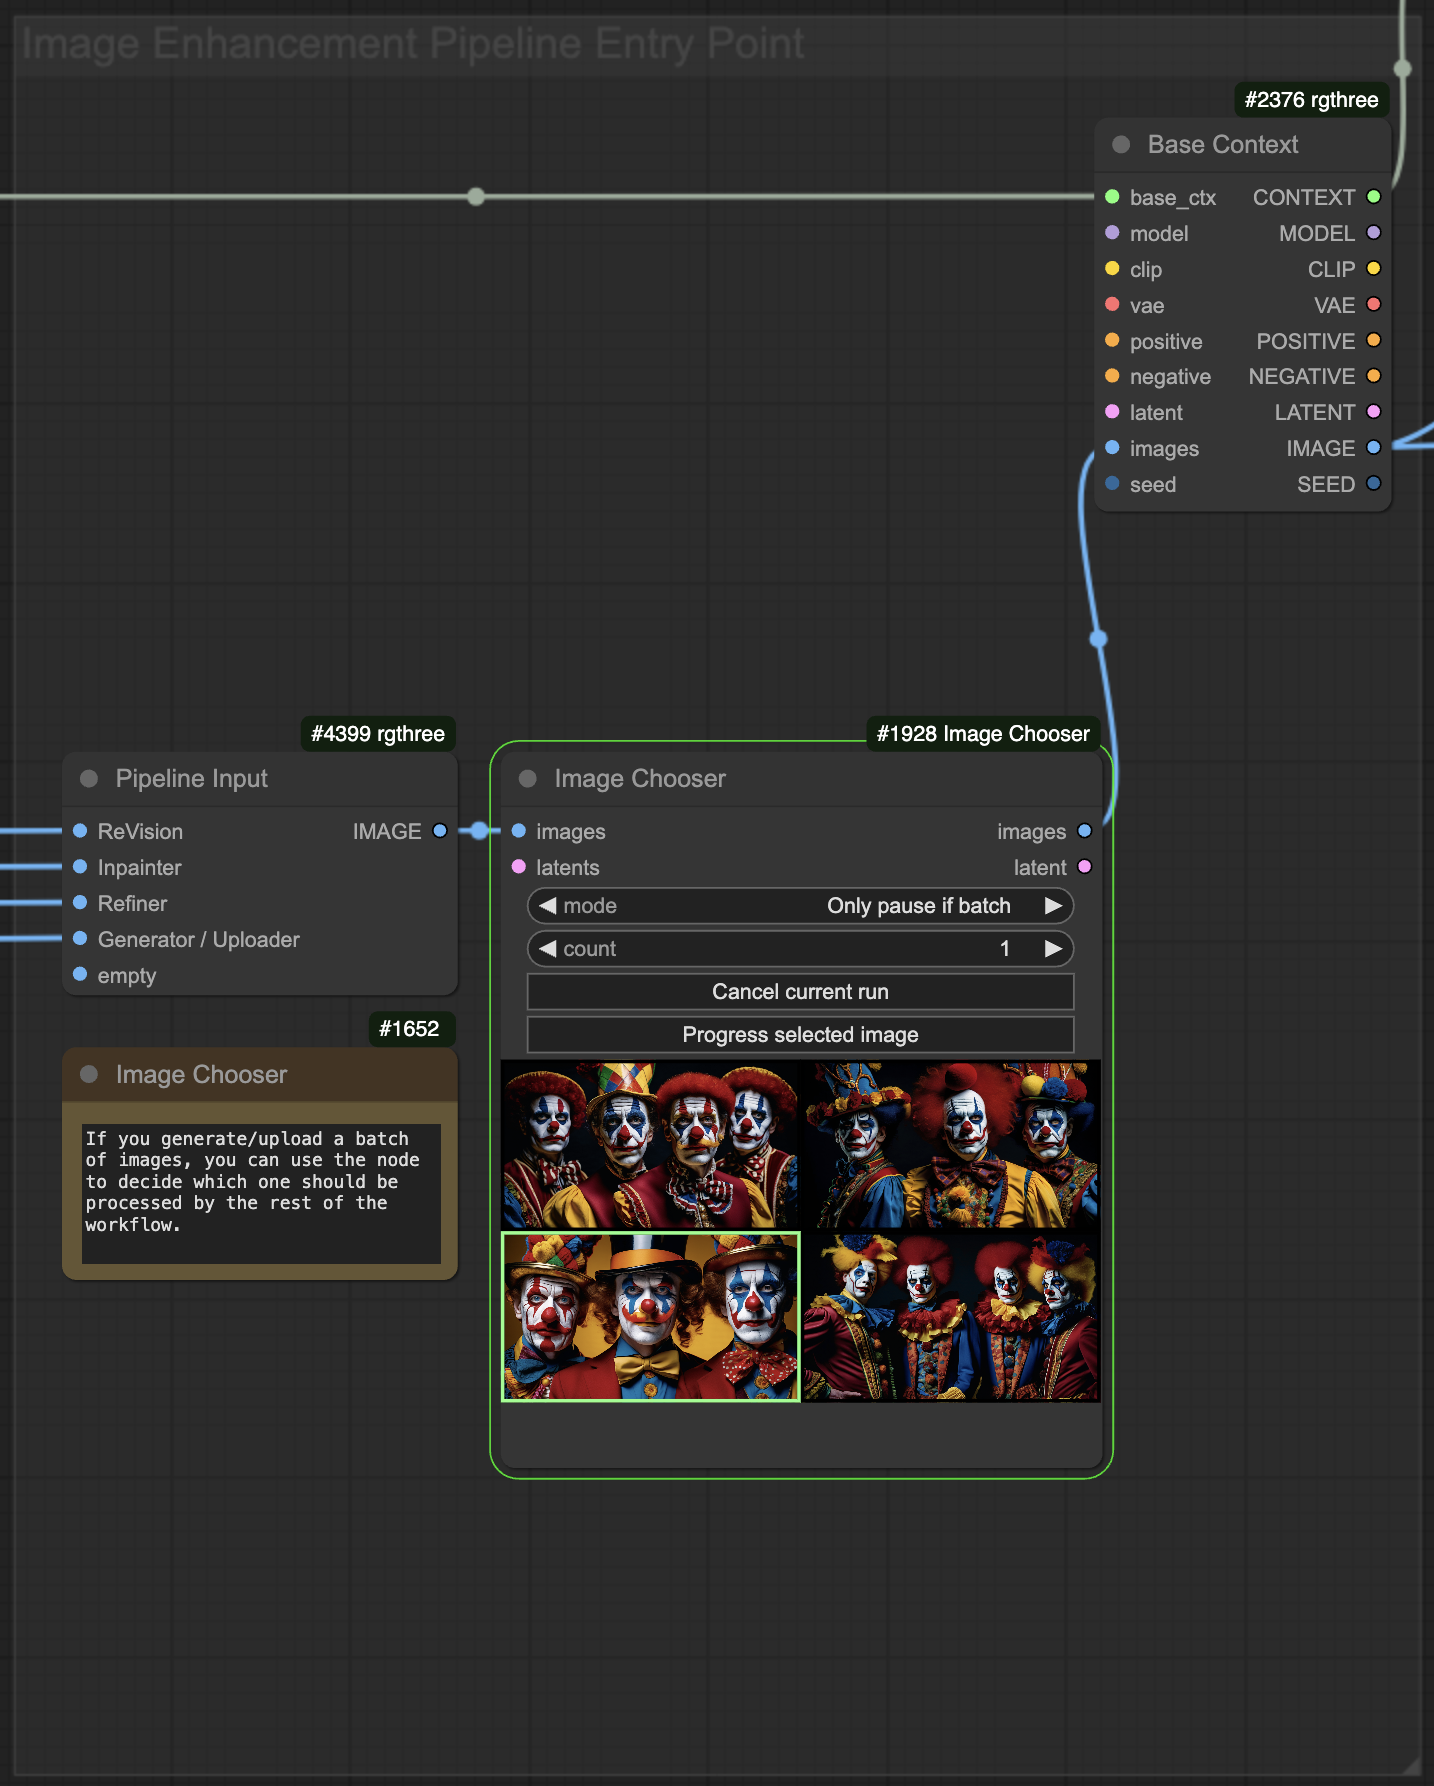 Image Enhancement Pipeline Entry Point
#2376 rgthree
Base Context
base_ctx CONTEXT
model MODEL
clip CLIP
vae VAE
positive POSITIVE
negative NEGATIVE
latent LATENT
images IMAGE
seed SEED
#4399 rgthree
Pipeline Input
ReVision IMAGE
Inpainter
Refiner
Generator / Uploader
empty
#1652
Image Chooser
If you generate/upload a batch
of images, you can use the node
to decide which one should be
processed by the rest of the
workflow.
#1928 Image Chooser
Image Chooser
images images
latents latent
mode Only pause if batch
count 1
Cancel current run
Progress selected image